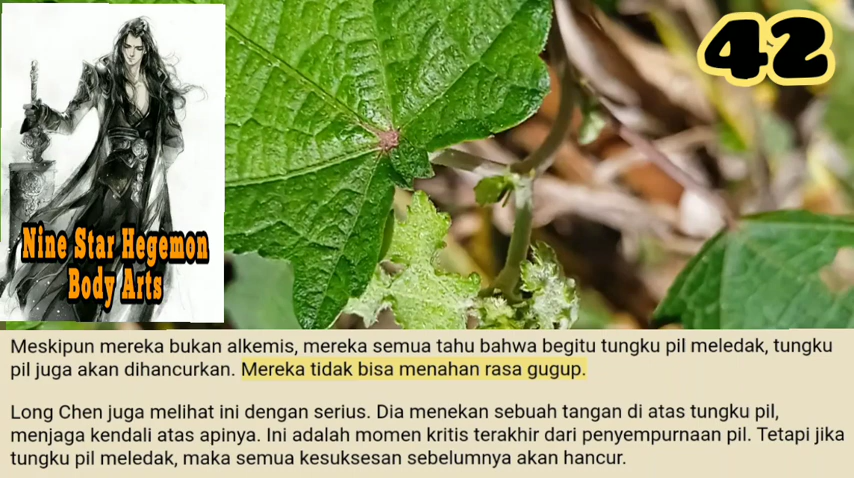 42
Nine Star Hegemon
Body Arts
Meskipun mereka bukan alkemis, mereka semua tahu bahwa begitu tungku pil meledak, tungku
pil juga akan dihancurkan. Mereka tidak bisa menahan rasa gugup.
Long Chen juga melihat ini dengan serius. Dia menekan sebuah tangan di atas tungku pil,
menjaga kendali atas apinya. Ini adalah momen kritis terakhir dari penyempurnaan pil. Tetapi jika
tungku pil meledak, maka semua kesuksesan sebelumnya akan hancur.